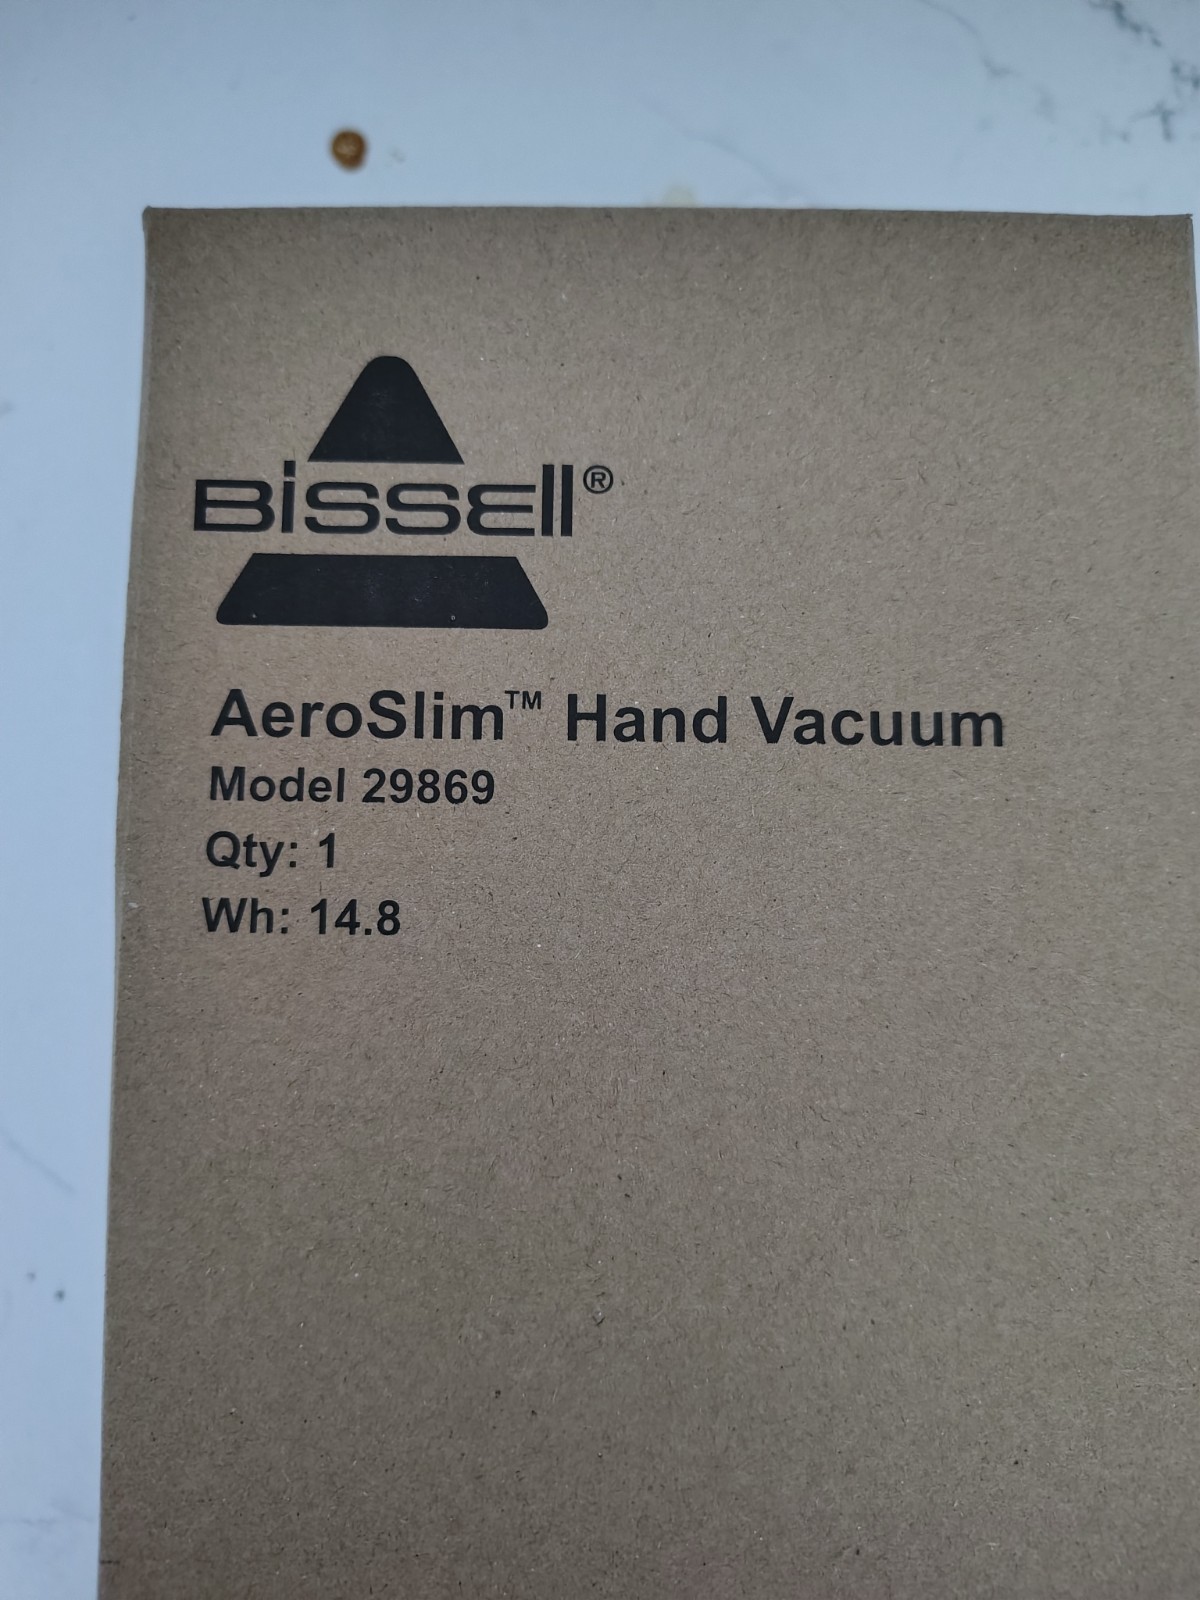 BISSELL®
AeroSlim™ Hand Vacuum
Model 29869
Qty: 1
Wh: 14.8